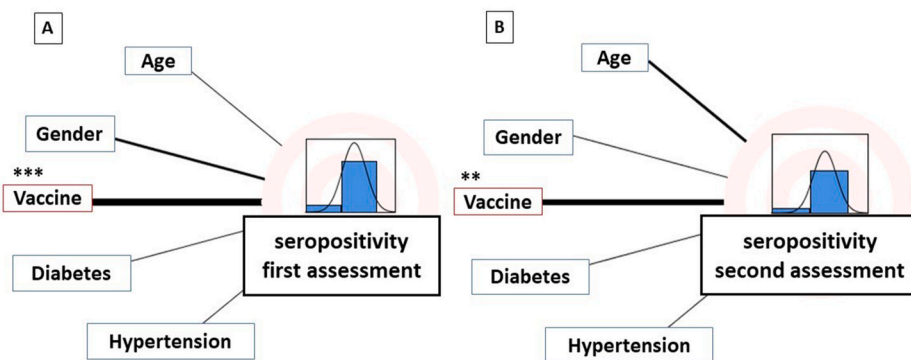 A
Age
Gender
***
Vaccine
Diabetes
Hypertension
seropositivity
first assessment
B
Age
Gender
**
Vaccine
Diabetes
Hypertension
seropositivity
second assessment